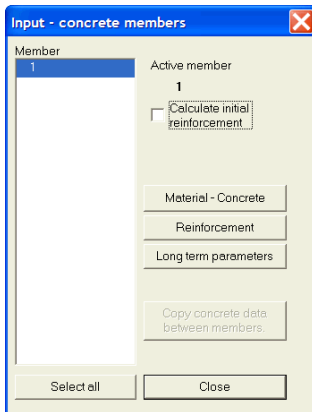 Input - concrete members
Member
1
Active member
1
Calculate initial
reinforcement
Material - Concrete
Reinforcement
Long term parameters
Copy concrete data
between members.
Select all
Close